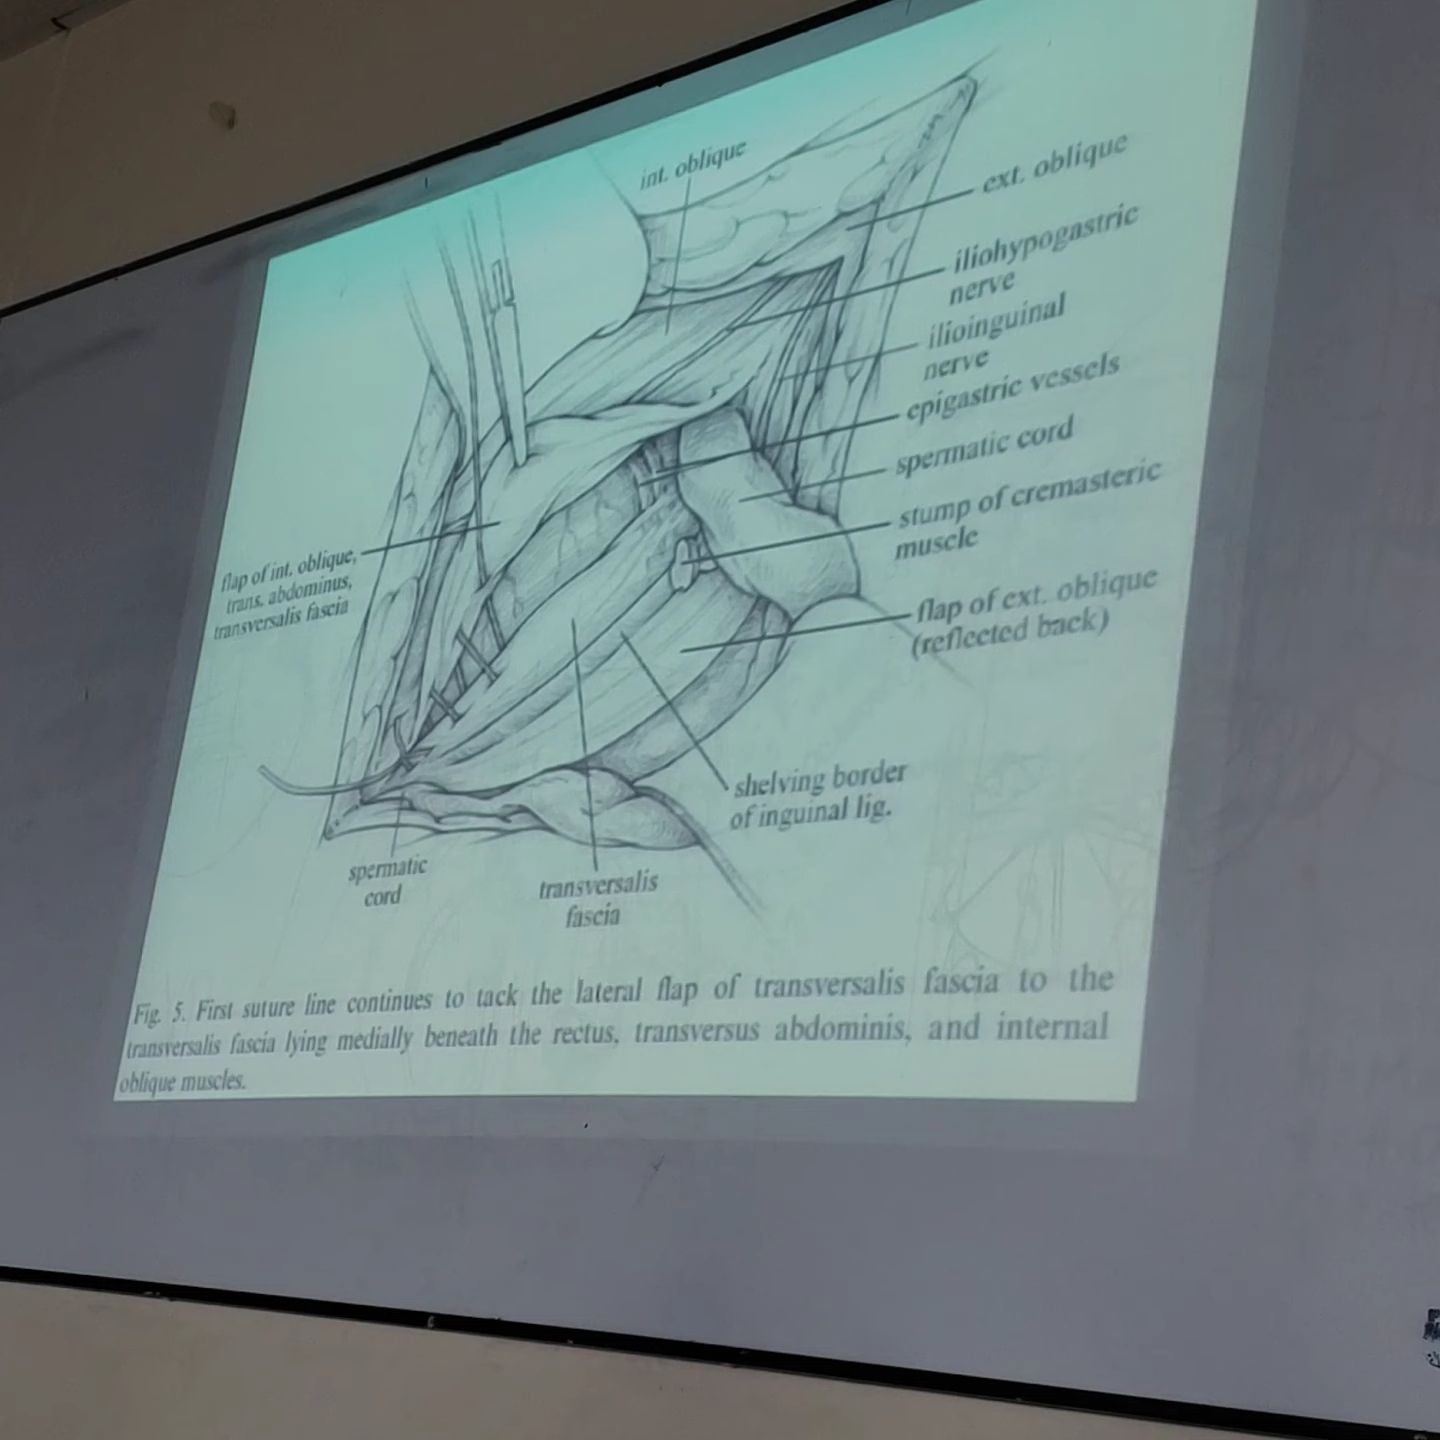 int. oblique
ext. oblique
iliohypogastric
nerve
ilioinguinal
nerve
epigastric vessels
spermatic cord
stump of cremasteric
muscle
flap of int. oblique,
trans. abdominus,
transversalis fascia
flap of ext. oblique
(reflected back)
shelving border
of inguinal lig.
spermatic
cord
transversalis
fascia
Fig. 5. First suture line continues to tack the lateral flap of transversalis fascia to the
transversalis fascia lying medially beneath the rectus, transversus abdominis, and internal
oblique muscles.